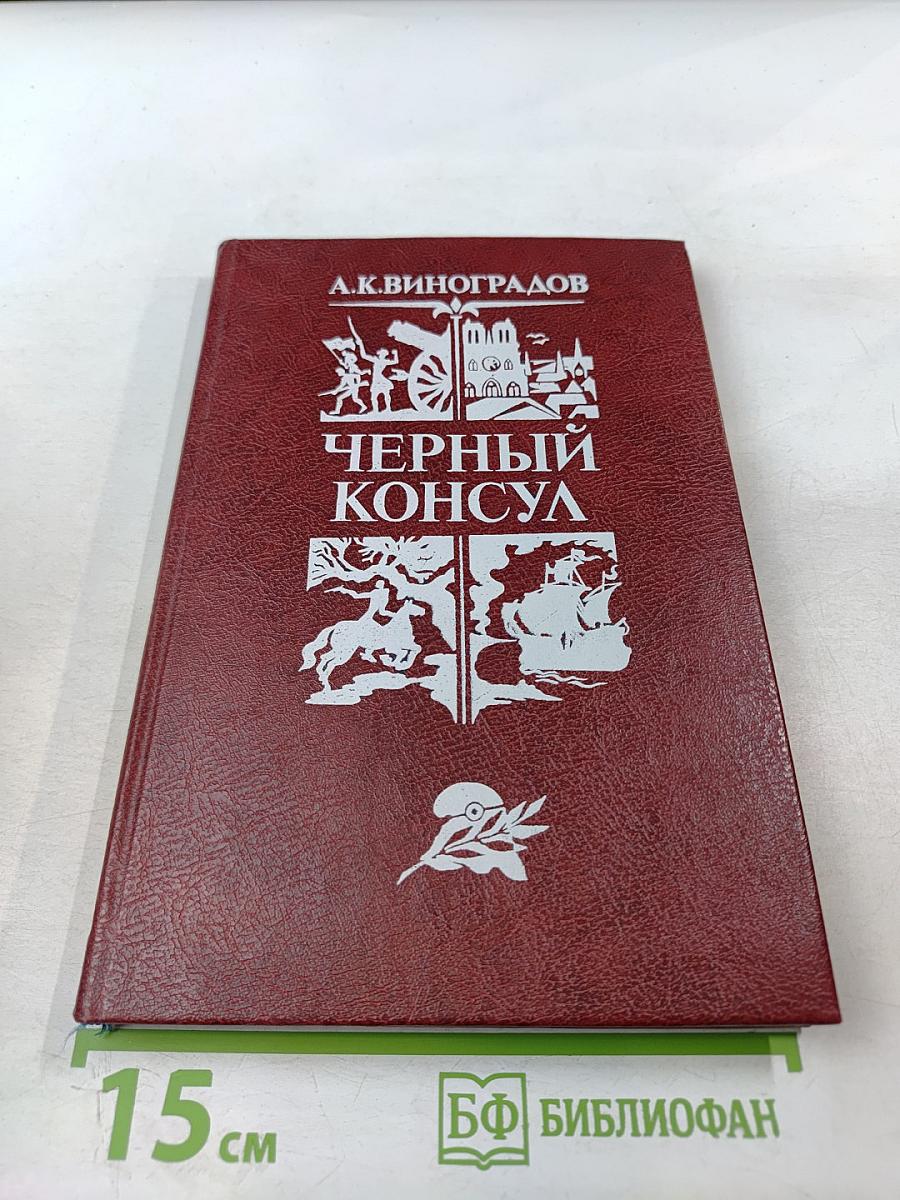 А.К.ВИНОГРАДОВ
ЧЕРНЫЙ
КОНСУЛ
15 см
БФ БИБЛИОФАН